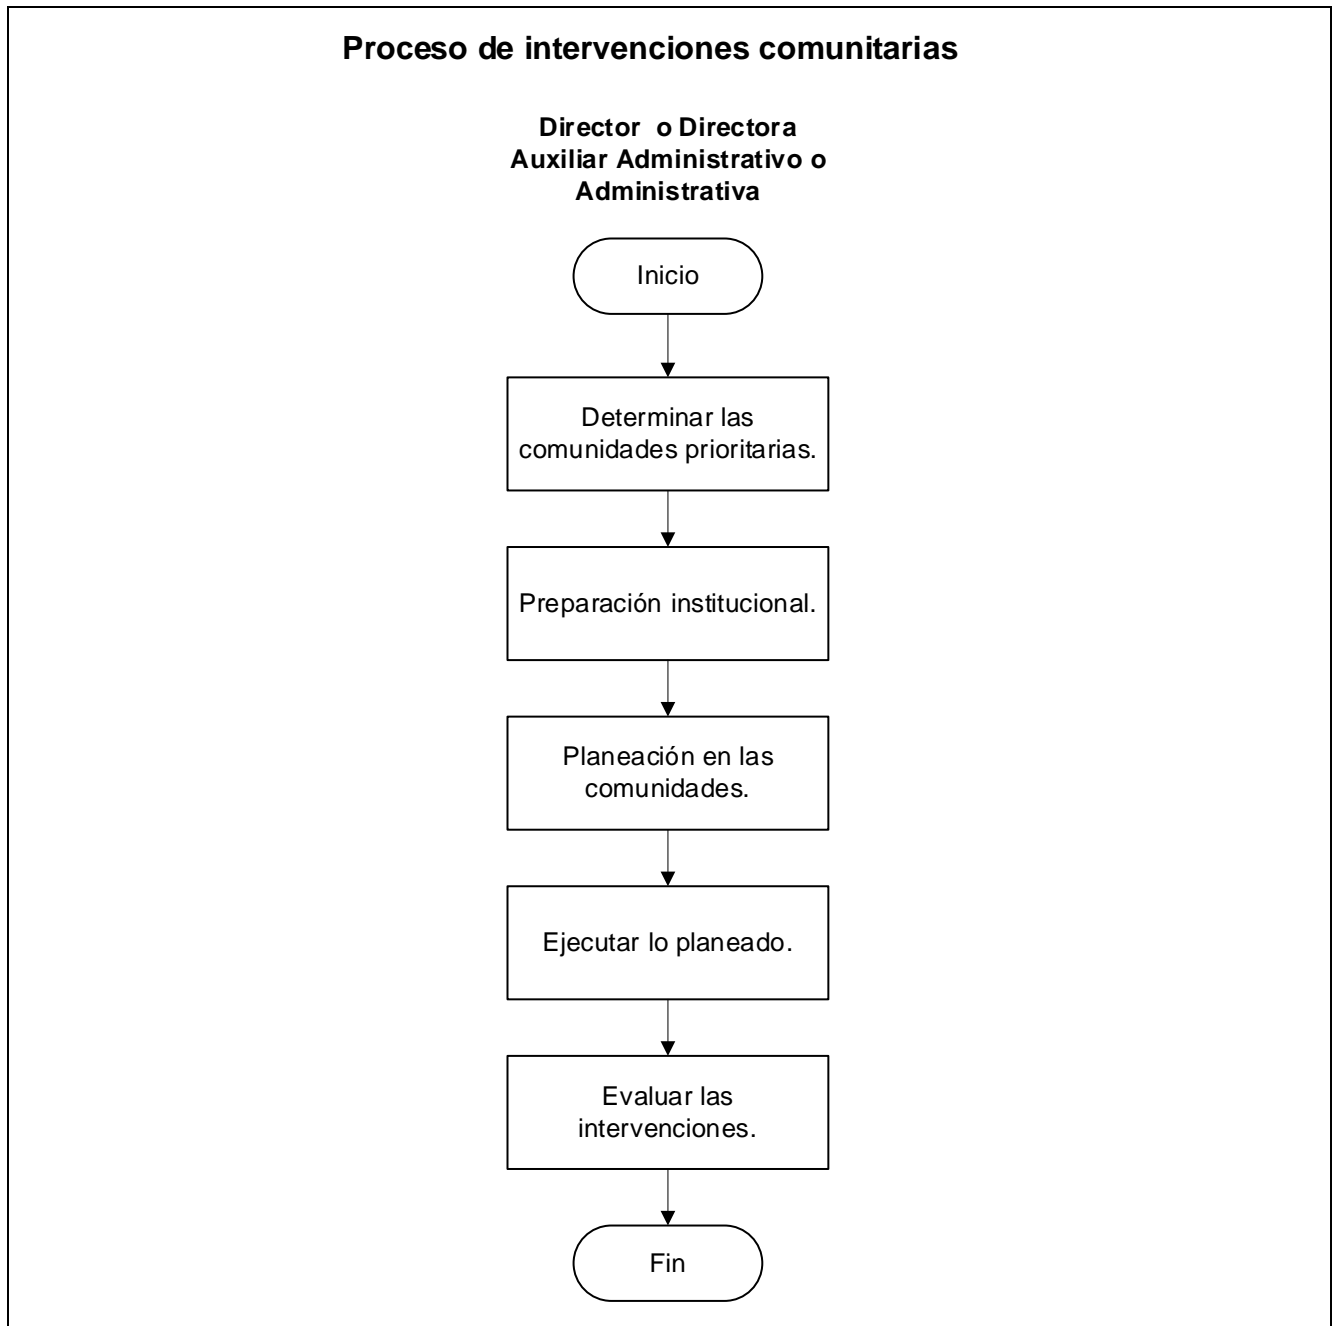 Proceso de intervenciones comunitarias
Director o Directora
Auxiliar Administrativo o
Administrativa
Inicio
Determinar las
comunidades prioritarias.
Preparación institucional.
Planeación en las
comunidades.
Ejecutar lo planeado.
Evaluar las
intervenciones.
Fin